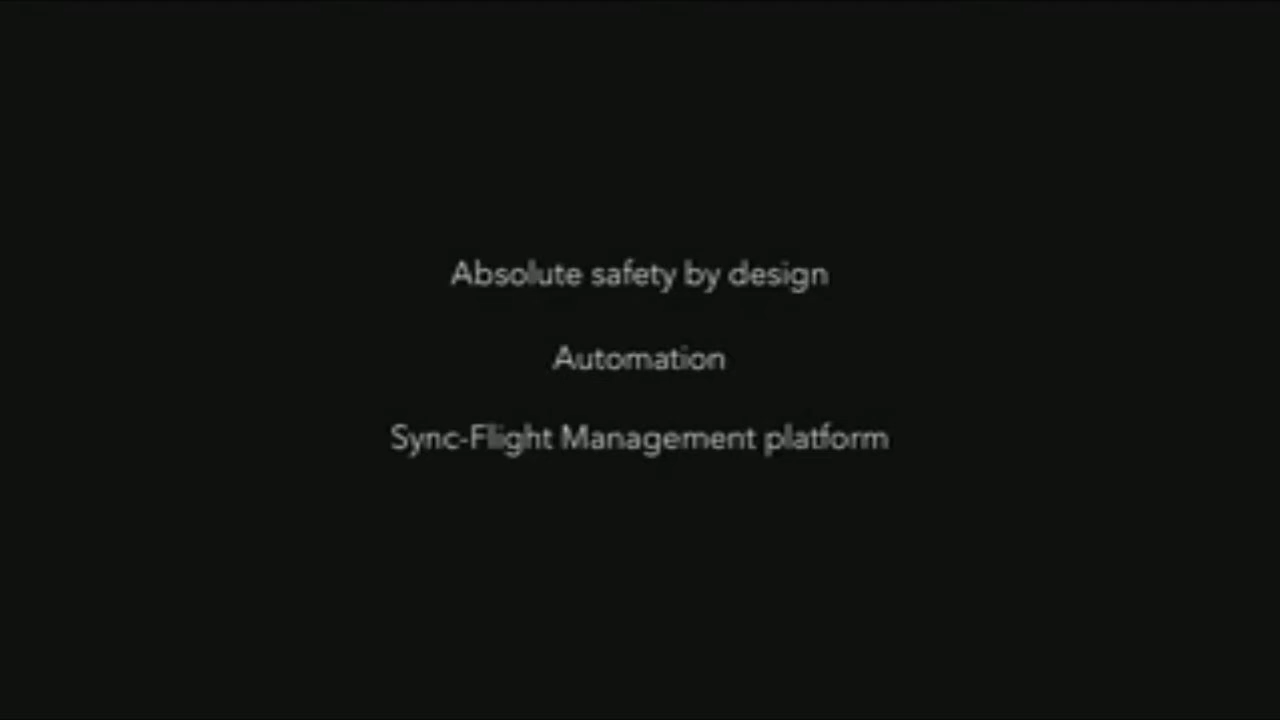 Absolute safety by design
Automation
Sync-Flight Management platform